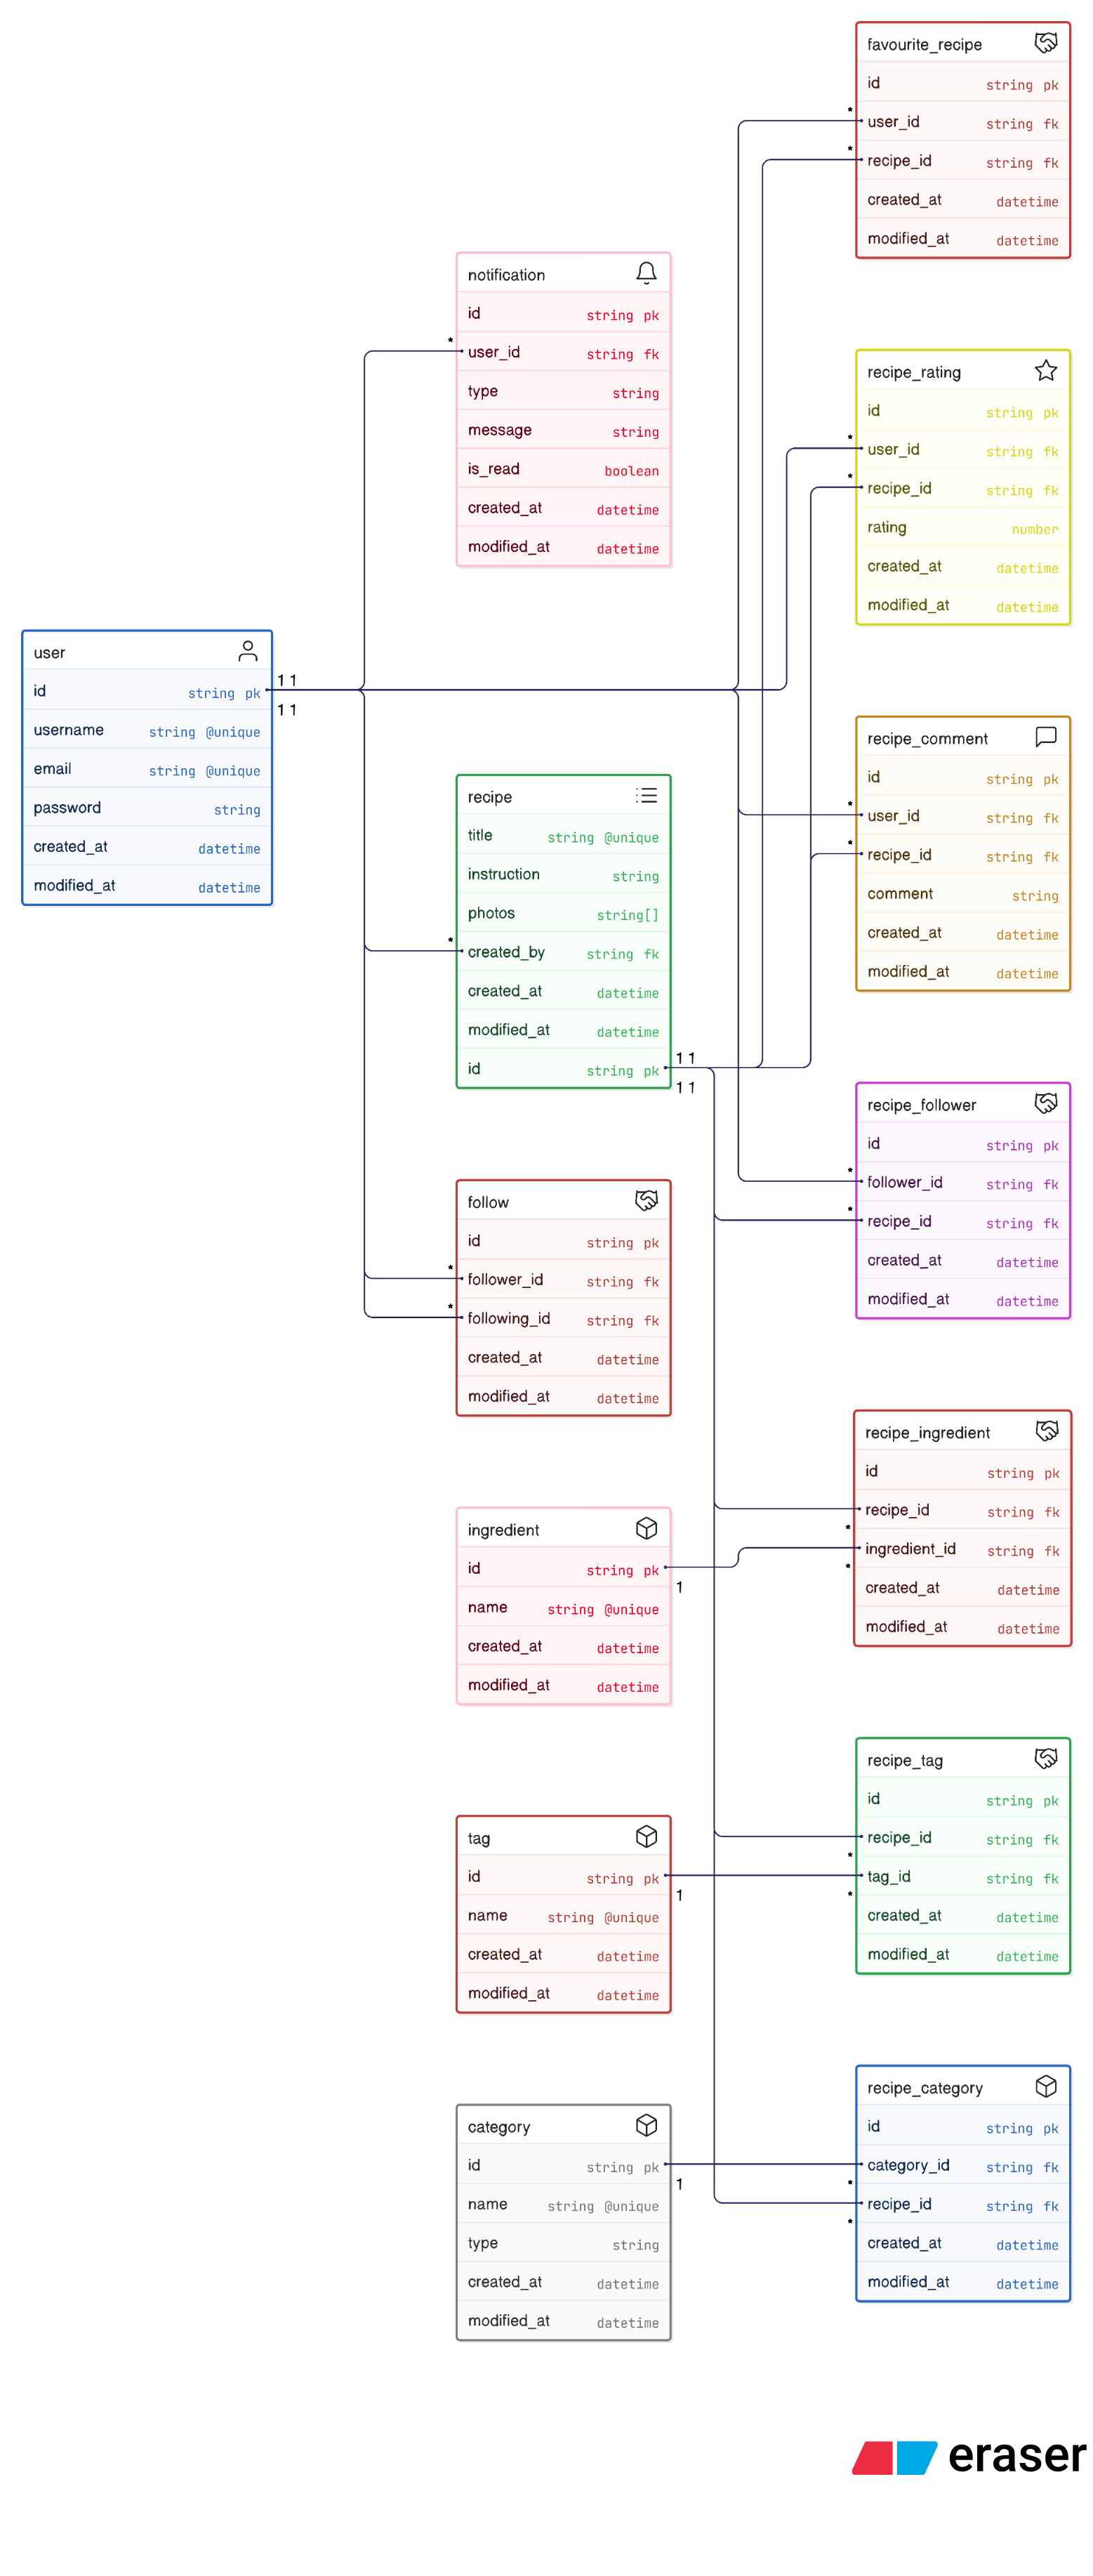 favourite_recipe
id string pk
user_id string fk
recipe_id string fk
created_at datetime
modified_at datetime
*
*
notification
id string pk
user_id string fk
type string
message string
is_read boolean
created_at datetime
modified_at datetime
*
recipe_rating
id string pk
user_id string fk
recipe_id string fk
rating number
created_at datetime
modified_at datetime
*
*
user
id string pk
username string @unique
email string @unique
password string
created_at datetime
modified_at datetime
1 1
1 1
recipe_comment
id string pk
user_id string fk
recipe_id string fk
comment string
created_at datetime
modified_at datetime
*
*
recipe
title string @unique
instruction string
photos string[]
created_by string fk
created_at datetime
modified_at datetime
id string pk
*
1 1
1 1
recipe_follower
id string pk
follower_id string fk
recipe_id string fk
created_at datetime
modified_at datetime
*
*
follow
id string pk
follower_id string fk
following_id string fk
created_at datetime
modified_at datetime
*
*
recipe_ingredient
id string pk
recipe_id string fk
ingredient_id string fk
created_at datetime
modified_at datetime
*
*
ingredient
id string pk
name string @unique
created_at datetime
modified_at datetime
1
recipe_tag
id string pk
recipe_id string fk
tag_id string fk
created_at datetime
modified_at datetime
*
*
tag
id string pk
name string @unique
created_at datetime
modified_at datetime
1
recipe_category
id string pk
category_id string fk
recipe_id string fk
created_at datetime
modified_at datetime
*
*
category
id string pk
name string @unique
type string
created_at datetime
modified_at datetime
1
eraser